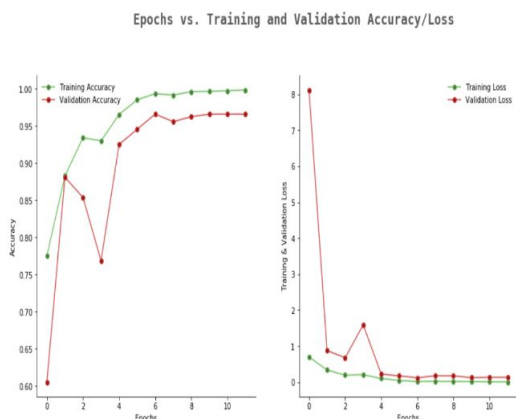 Epochs vs. Training and Validation Accuracy/Loss
Training Accuracy
Validation Accuracy
1.00
0.95
0.90
0.85
0.80
0.75
0.70
0.65
0.60
Accuracy
0 2 4 6 8 10
Epochs
Training Loss
Validation Loss
8
7
6
5
4
3
2
1
0
Training & Validation Loss
0 2 4 6 8 10
Epochs